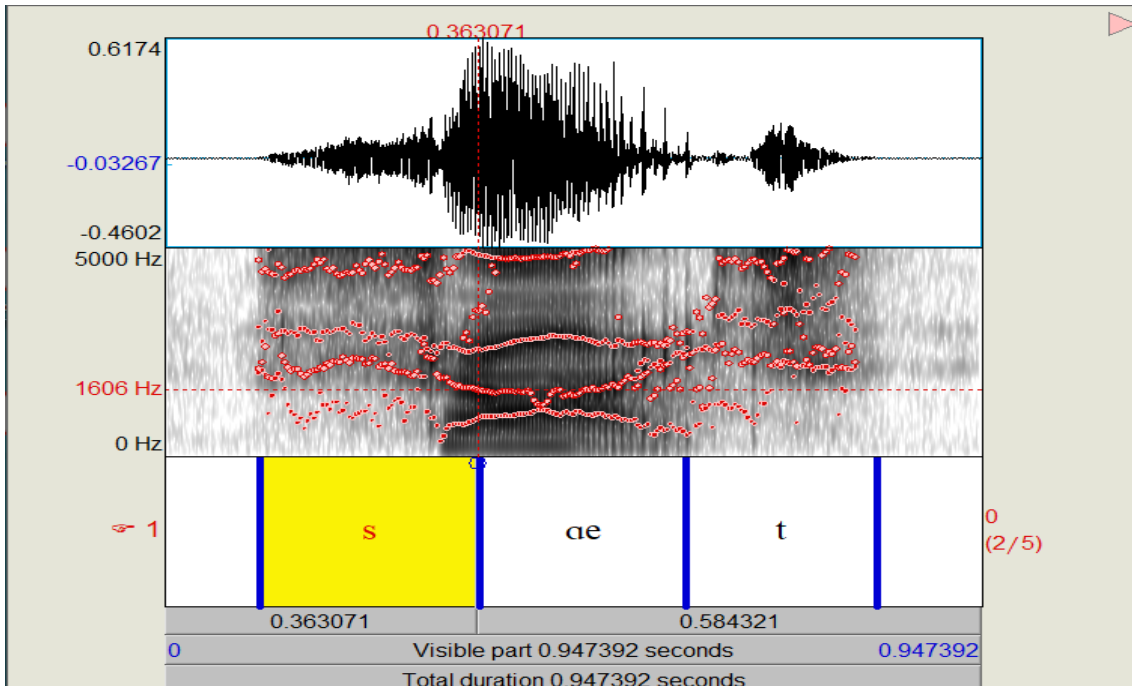 0.363071
0.6174
-0.03267
-0.4602
5000 Hz
1606 Hz
0 Hz
☞ 1
s
ɑe
t
0
(2/5)
0.363071 0.584321
0 Visible part 0.947392 seconds 0.947392
Total duration 0.947392 seconds